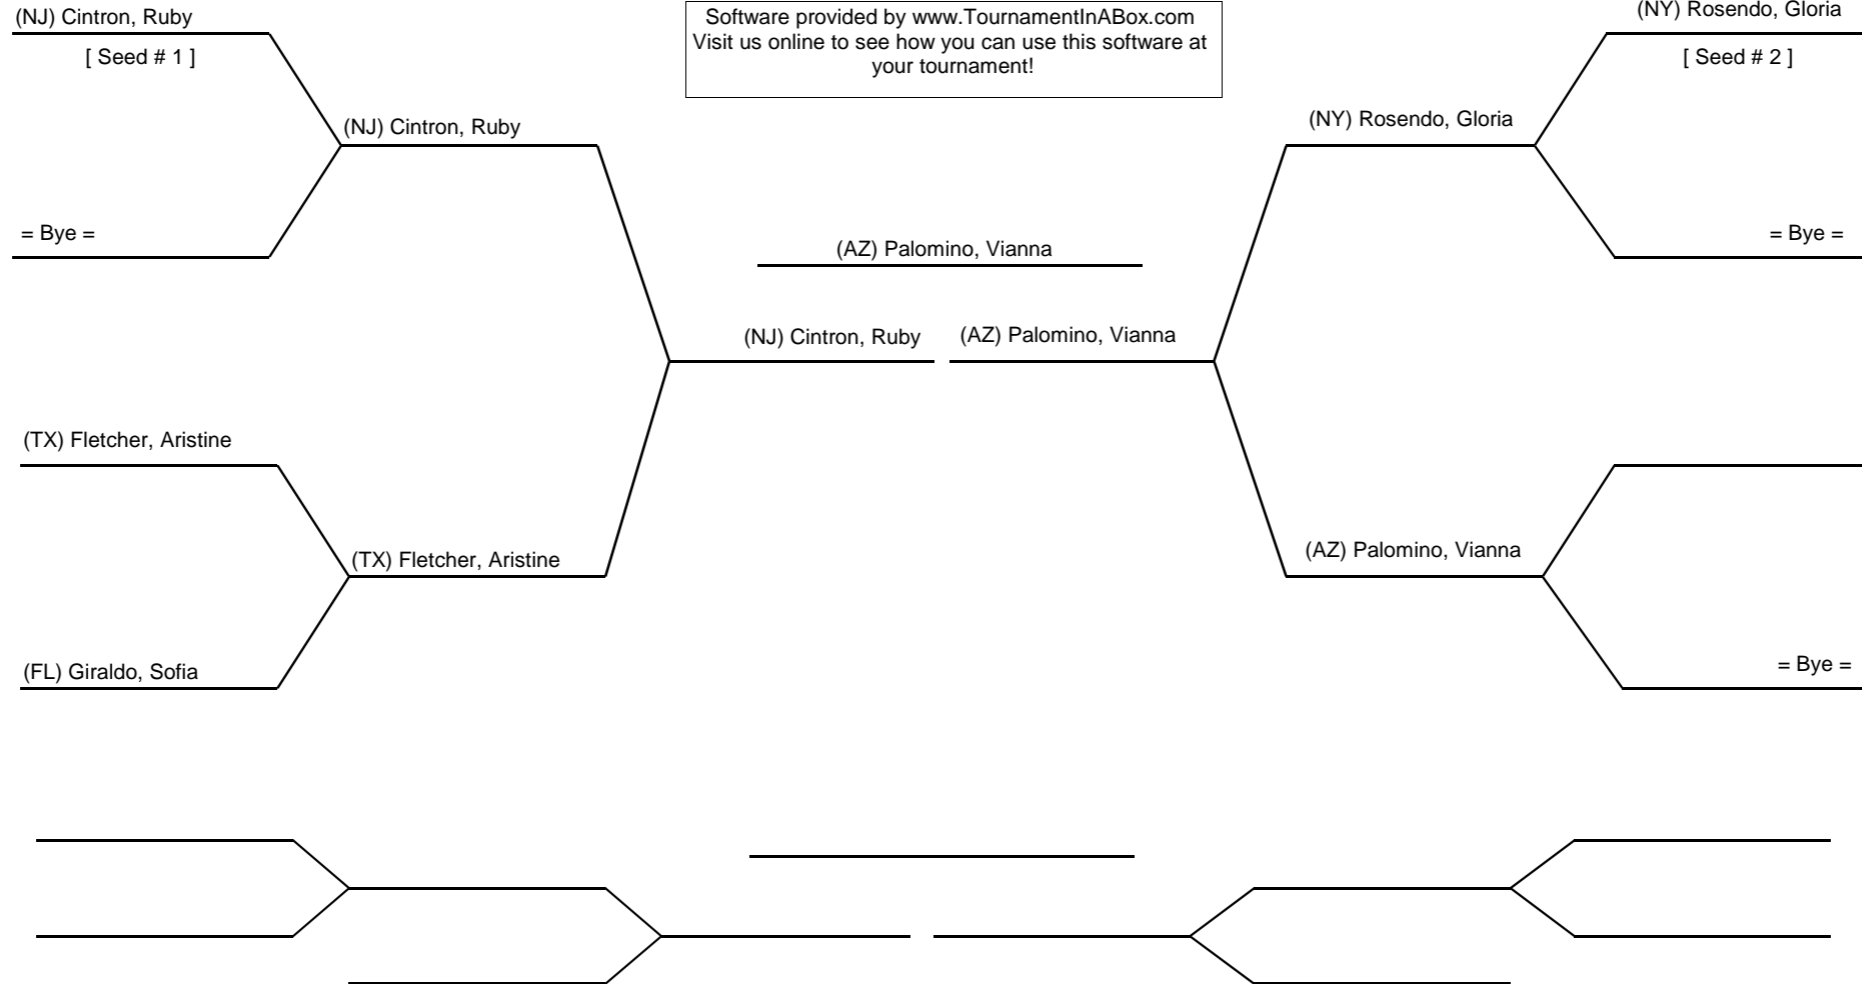 (NJ) Cintron, Ruby
[ Seed # 1 ]
Software provided by www.TournamentInABox.com
Visit us online to see how you can use this software at
your tournament!
(NY) Rosendo, Gloria
[ Seed # 2 ]
(NJ) Cintron, Ruby
(NY) Rosendo, Gloria
= Bye =
(AZ) Palomino, Vianna
= Bye =
(NJ) Cintron, Ruby
(AZ) Palomino, Vianna
(TX) Fletcher, Aristine
(TX) Fletcher, Aristine
(AZ) Palomino, Vianna
(FL) Giraldo, Sofia
= Bye =